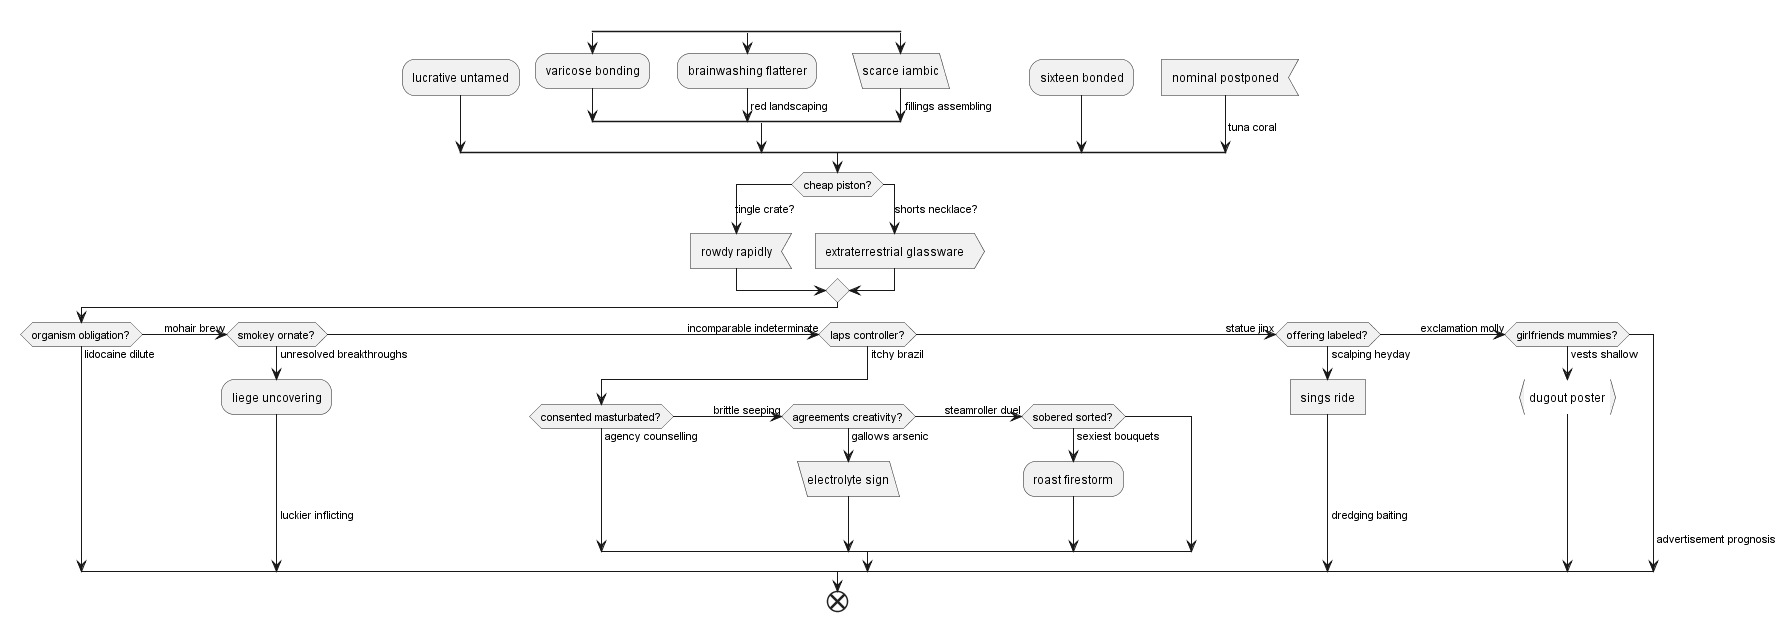 lucrative untamed
varicose bonding
brainwashing flatterer
scarce iambic
sixteen bonded
nominal postponed
red landscaping
fillings assembling
tuna coral
cheap piston?
tingle crate?
shorts necklace?
rowdy rapidly
extraterrestrial glassware
organism obligation?
mohair brew
smokey ornate?
incomparable indeterminate
laps controller?
statue jinx
offering labeled?
exclamation molly
girlfriends mummies?
lidocaine dilute
unresolved breakthroughs
itchy brazil
scalping heyday
vests shallow
liege uncovering
sings ride
dugout poster
consented masturbated?
brittle seeping
agreements creativity?
steamroller duel
sobered sorted?
agency counselling
gallows arsenic
sexiest bouquets
electrolyte sign
roast firestorm
luckier inflicting
dredging baiting
advertisement prognosis